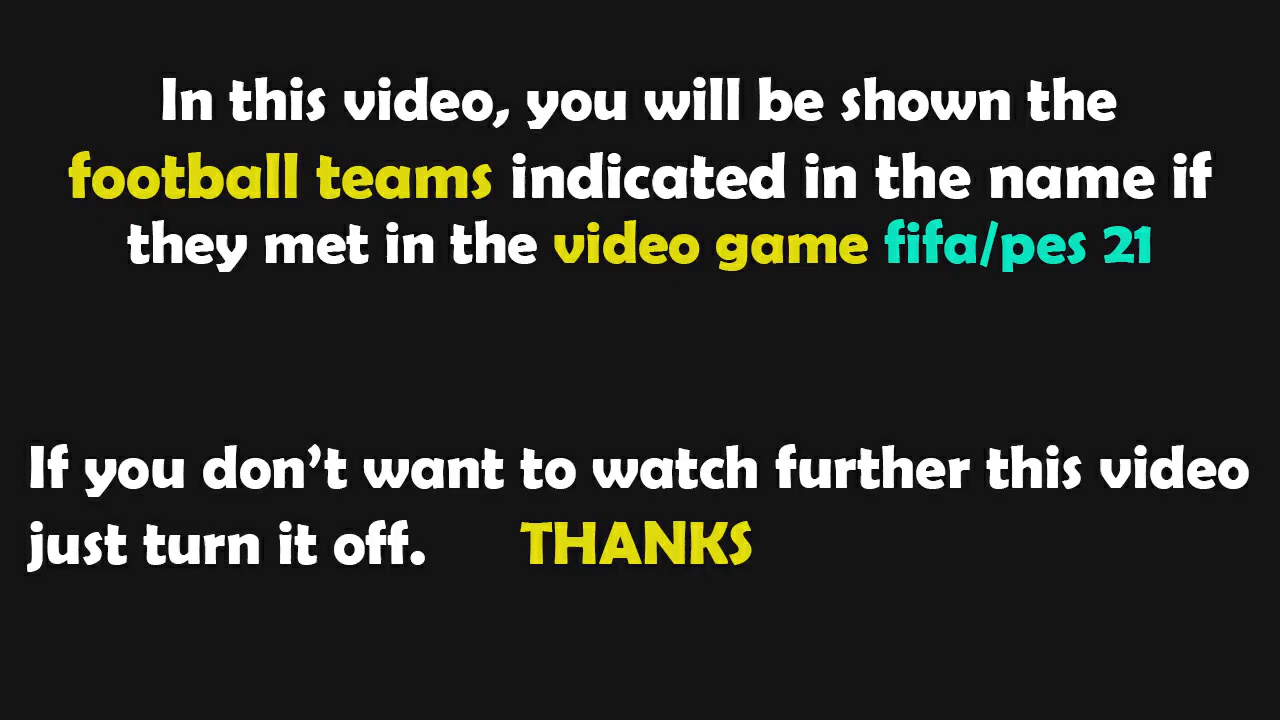 In this video, you will be shown the
football teams indicated in the name if
they met in the video game fifa/pes 21
If you don't want to watch further this video
just turn it off. THANKS